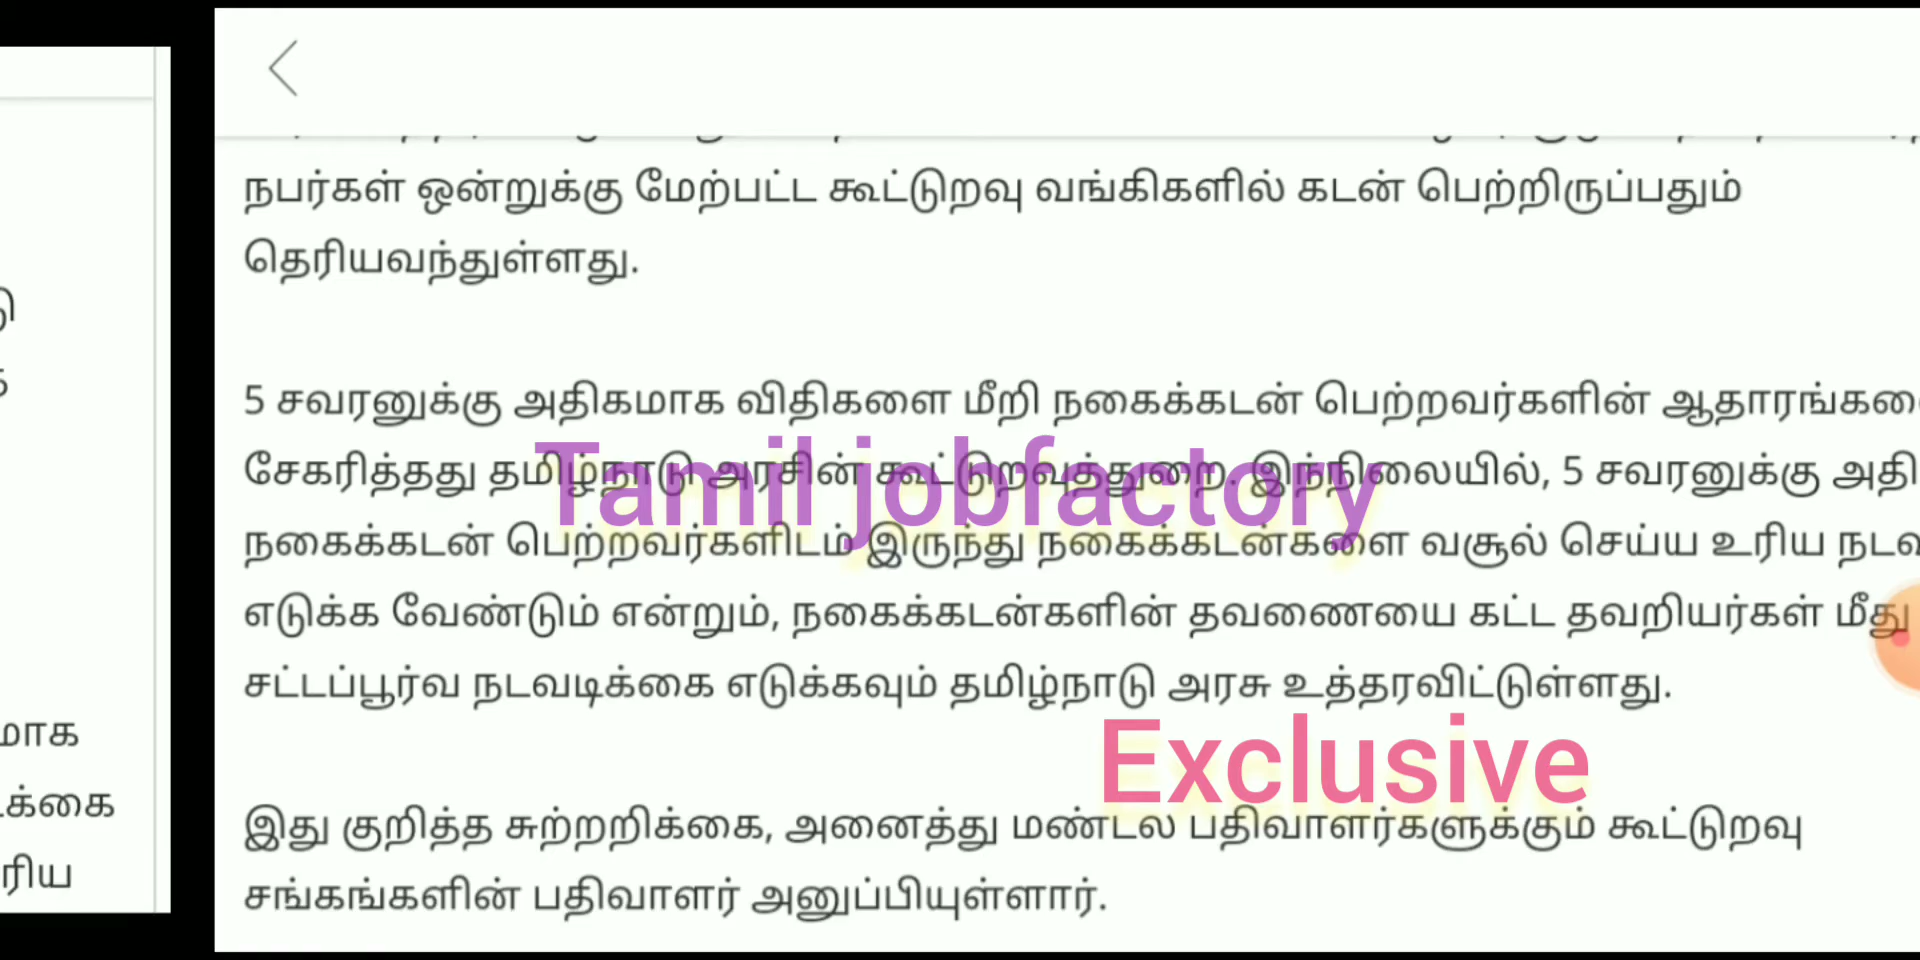 நபர்கள் ஒன்றுக்கு மேற்பட்ட கூட்டுறவு வங்கிகளில் கடன் பெற்றிருப்பதும்
தெரியவந்துள்ளது.
5 சவரனுக்கு அதிகமாக விதிகளை மீறி நகைக்கடன் பெற்றவர்களின்
சேகரித்தது தமிழ்நாடு அரசின் கூட்டுறவுத்துறை. இந்நிலையில், 5 சவரனுக்கு
Tamil jobfactory
நகைக்கடன் பெற்றவர்களிடம் இருந்து நகைக்கடன்களை வசூல் செய்ய உரிய
எடுக்க வேண்டும் என்றும், நகைக்கடன்களின் தவணையை கட்ட தவறியர்கள் மீது
சட்டப்பூர்வ நடவடிக்கை எடுக்கவும் தமிழ்நாடு அரசு உத்தரவிட்டுள்ளது.
Exclusive
இது குறித்த சுற்றறிக்கை, அனைத்து மண்டல பதிவாளர்களுக்கும் கூட்டுறவு
சங்கங்களின் பதிவாளர் அனுப்பியுள்ளார்.